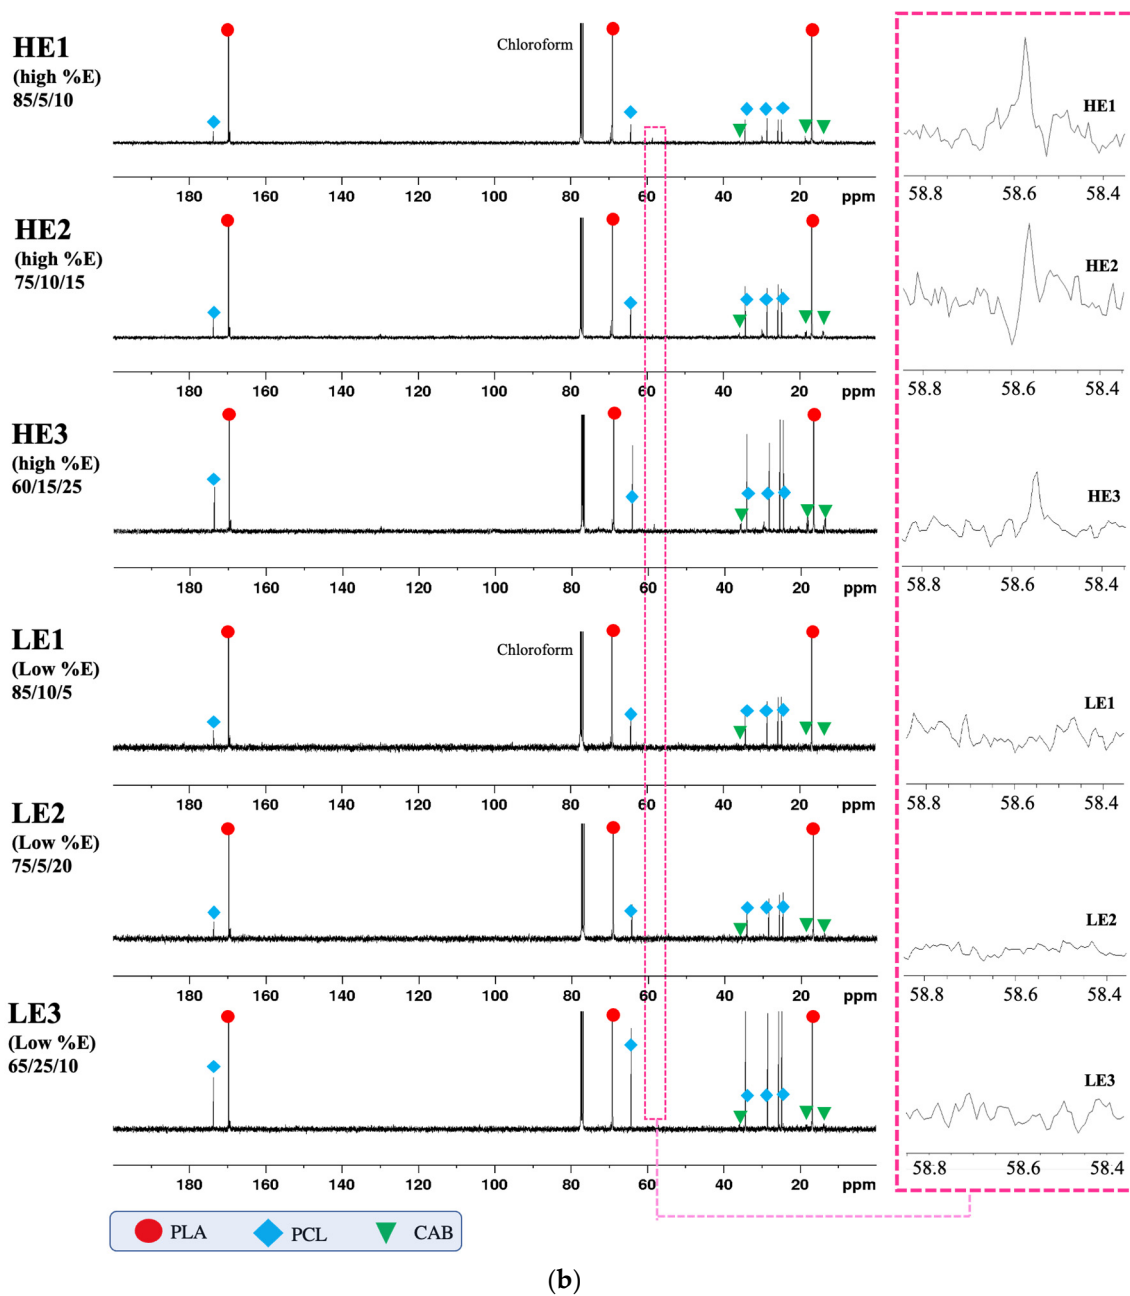 HE1
(high %E)
85/5/10
Chloroform
180 160 140 120 100 80 60 40 20 ppm
HE1
58.8 58.6 58.4
HE2
(high %E)
75/10/15
180 160 140 120 100 80 60 40 20 ppm
HE2
58.8 58.6 58.4
HE3
(high %E)
60/15/25
180 160 140 120 100 80 60 40 20 ppm
HE3
58.8 58.6 58.4
LE1
(Low %E)
85/10/5
Chloroform
180 160 140 120 100 80 60 40 20 ppm
LE1
58.8 58.6 58.4
LE2
(Low %E)
75/5/20
180 160 140 120 100 80 60 40 20 ppm
LE2
58.8 58.6 58.4
LE3
(Low %E)
65/25/10
180 160 140 120 100 80 60 40 20 ppm
LE3
58.8 58.6 58.4
PLA PCL CAB
(b)